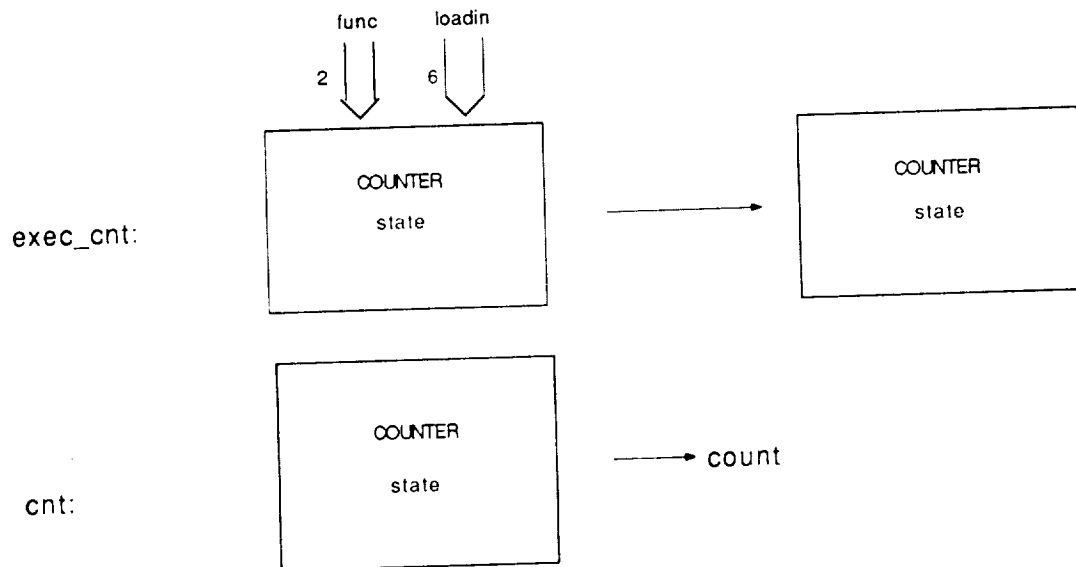 func loadin
2 6
COUNTER
state
COUNTER
state
exec_cnt:
COUNTER
state
count
cnt: